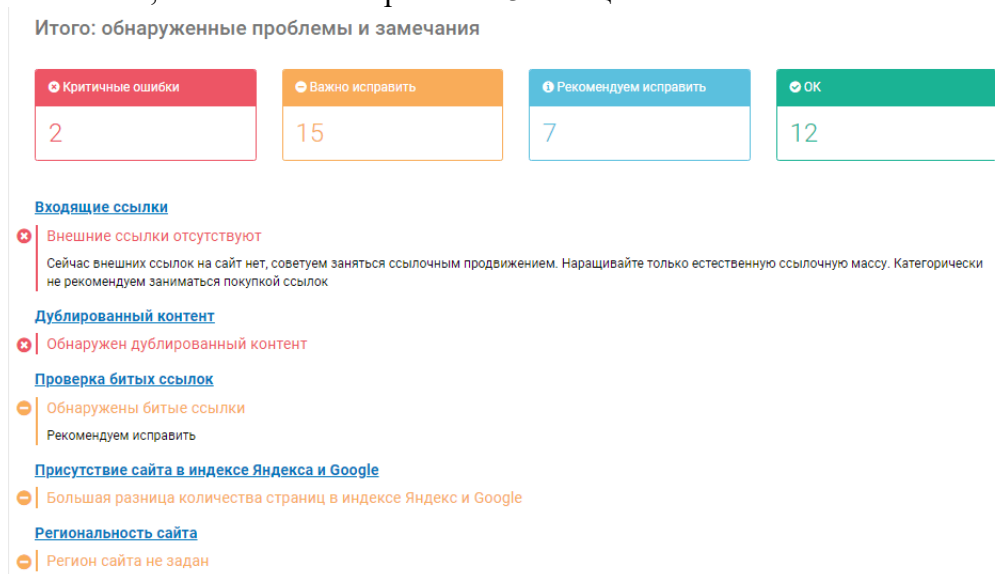 Итого: обнаруженные проблемы и замечания
Критичные ошибки
Важно исправить
Рекомендуем исправить
ОК
2
15
7
12
Входящие ссылки
Внешние ссылки отсутствуют
Сейчас внешних ссылок на сайт нет, советуем заняться ссылочным продвижением. Наращивайте только естественную ссылочную массу. Категорически
не рекомендуем заниматься покупкой ссылок
Дублированный контент
Обнаружен дублированный контент
Проверка битых ссылок
Обнаружены битые ссылки
Рекомендуем исправить
Присутствие сайта в индексе Яндекса и Google
Большая разница количества страниц в индексе Яндекс и Google
Региональность сайта
Регион сайта не задан